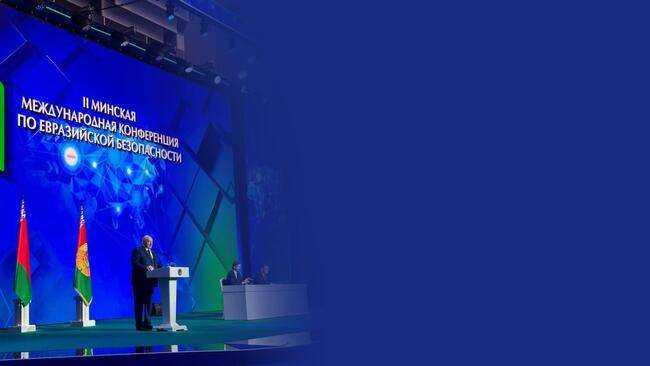 II МИНСКАЯ
МЕЖДУНАРОДНАЯ КОНФЕРЕНЦИЯ
ПО ЕВРАЗИЙСКОЙ БЕЗОПАСНОСТИ